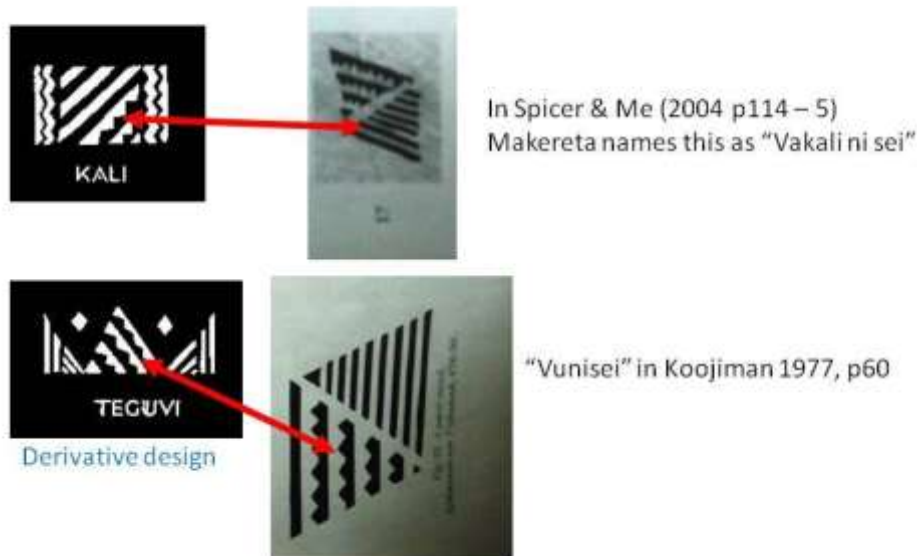 KALI
In Spicer & Me (2004 p114 – 5)
Makereta names this as “Vakali ni sei”
TEGUVI
Derivative design
“Vunisei” in Koojiman 1977, p60